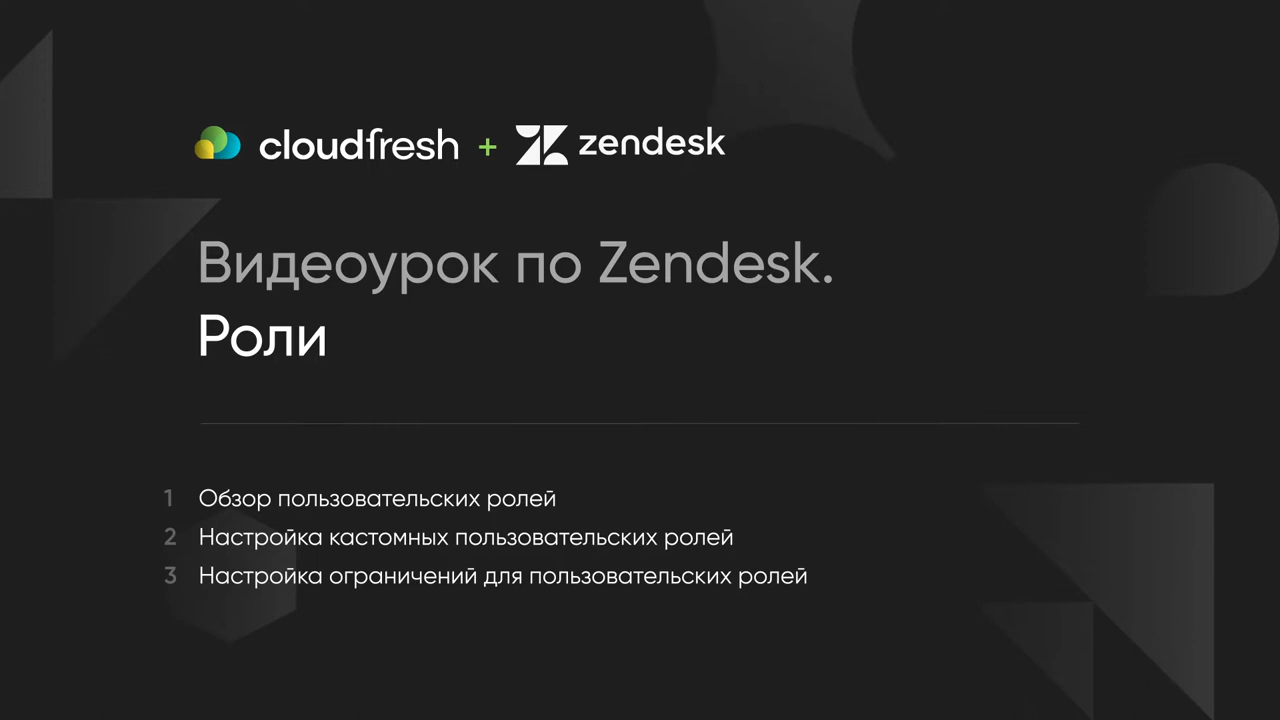 cloudfresh + zendesk
Видеоурок по Zendesk.
Роли
1 Обзор пользовательских ролей
2 Настройка кастомных пользовательских ролей
3 Настройка ограничений для пользовательских ролей